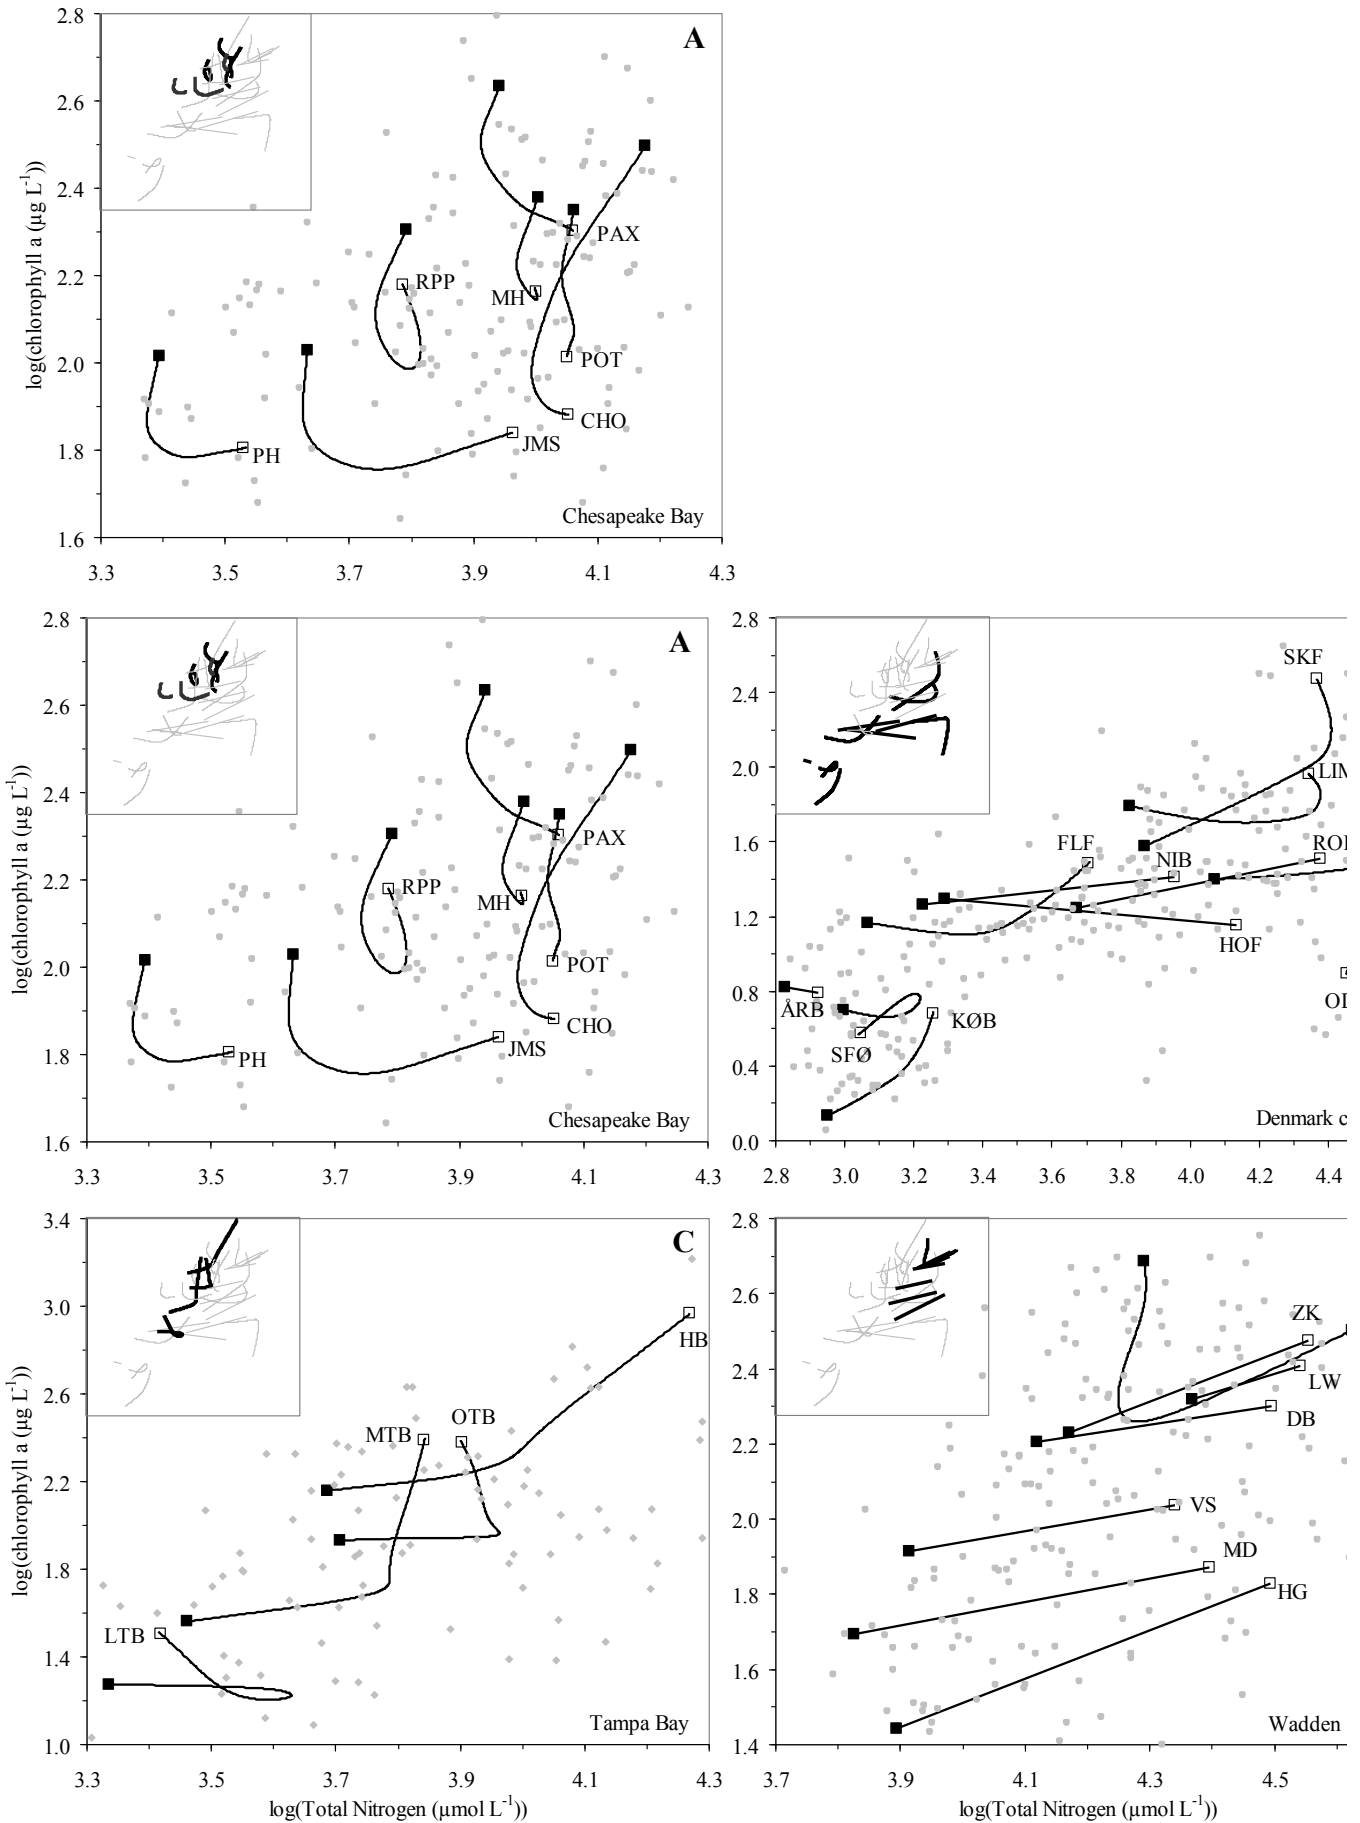 A
2.8
2.6
2.4
2.2
2.0
1.8
1.6
log(chlorophyll a (µg L-1))
PAX
RPP
MH
POT
CHO
JMS
PH
Chesapeake Bay
3.3 3.5 3.7 3.9 4.1 4.3
A
2.8
2.6
2.4
2.2
2.0
1.8
1.6
log(chlorophyll a (µg L-1))
PAX
RPP
MH
POT
CHO
JMS
PH
Chesapeake Bay
3.3 3.5 3.7 3.9 4.1 4.3
2.8
2.4
2.0
1.6
1.2
0.8
0.4
0.0
SKF
LIM
FLF
NIB
HOF
ÅRB
SFØ
KØB
Denmark c
2.8 3.0 3.2 3.4 3.6 3.8 4.0 4.2 4.4
C
3.4
3.0
2.6
2.2
1.8
1.4
1.0
log(chlorophyll a (µg L-1))
HB
OTB
MTB
LTB
Tampa Bay
3.3 3.5 3.7 3.9 4.1 4.3
log(Total Nitrogen (µmol L-1))
2.8
2.6
2.4
2.2
2.0
1.8
1.6
1.4
ZK
LW
DB
VS
MD
HG
Wadden
3.7 3.9 4.1 4.3 4.5
log(Total Nitrogen (µmol L-1))